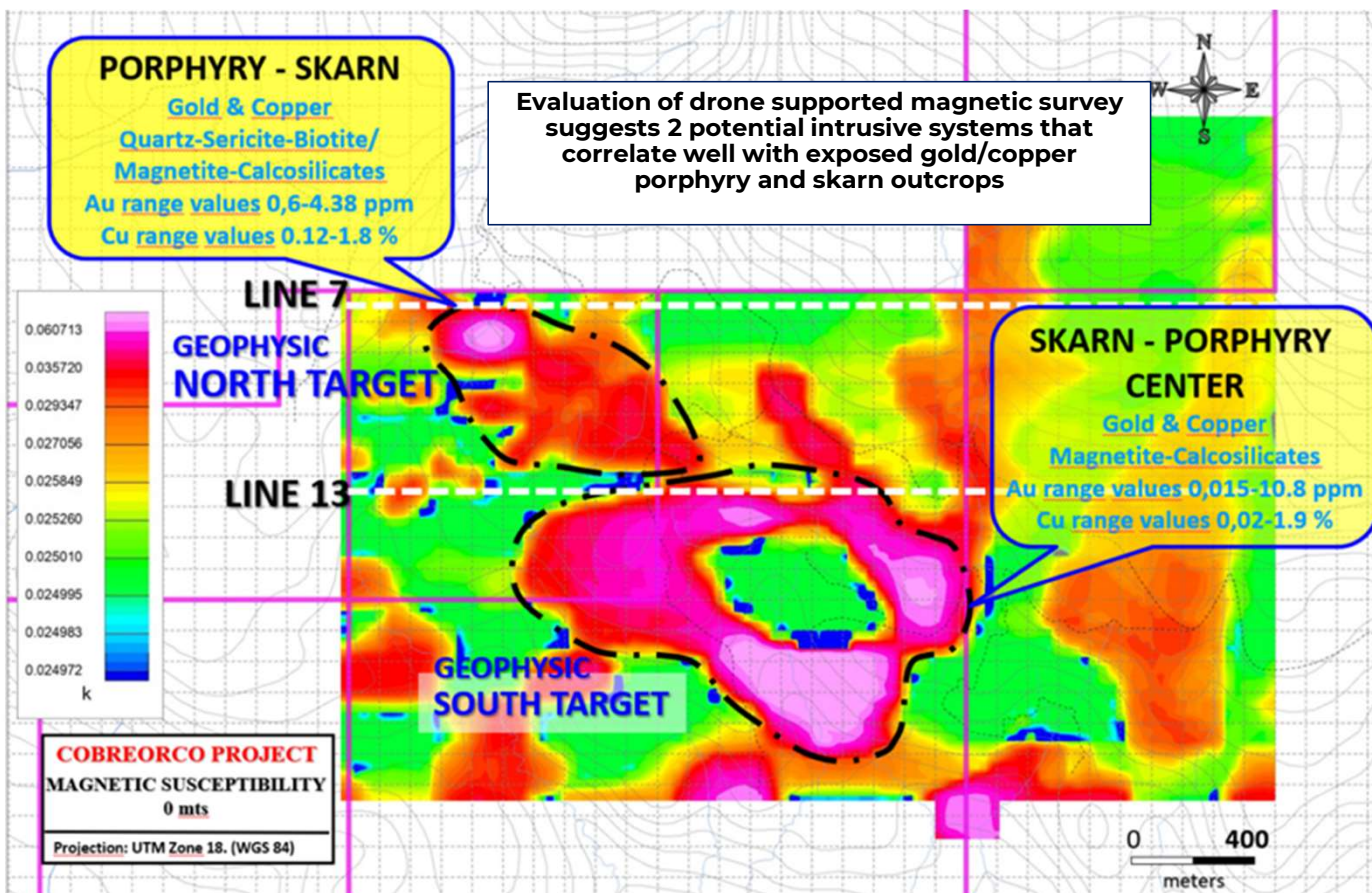 PORPHYRY - SKARN
Gold & Copper
Quartz-Sericite-Biotite/
Magnetite-Calcosilicates
Au range values 0,6-4.38 ppm
Cu range values 0.12-1.8 %
Evaluation of drone supported magnetic survey
suggests 2 potential intrusive systems that
correlate well with exposed gold/copper
porphyry and skarn outcrops
N
W
E
S
LINE 7
GEOPHYSIC
NORTH TARGET
SKARN - PORPHYRY
CENTER
Gold & Copper
Magnetite-Calcosilicates
Au range values 0,015-10.8 ppm
Cu range values 0,02-1.9 %
0.060713
0.035720
0.029347
0.027056
0.025849
0.025260
0.025010
0.024995
0.024983
0.024972
k
LINE 13
GEOPHYSIC
SOUTH TARGET
COBREORCO PROJECT
MAGNETIC SUSCEPTIBILITY
0 mts
Projection: UTM Zone 18. (WGS 84)
0 400
meters